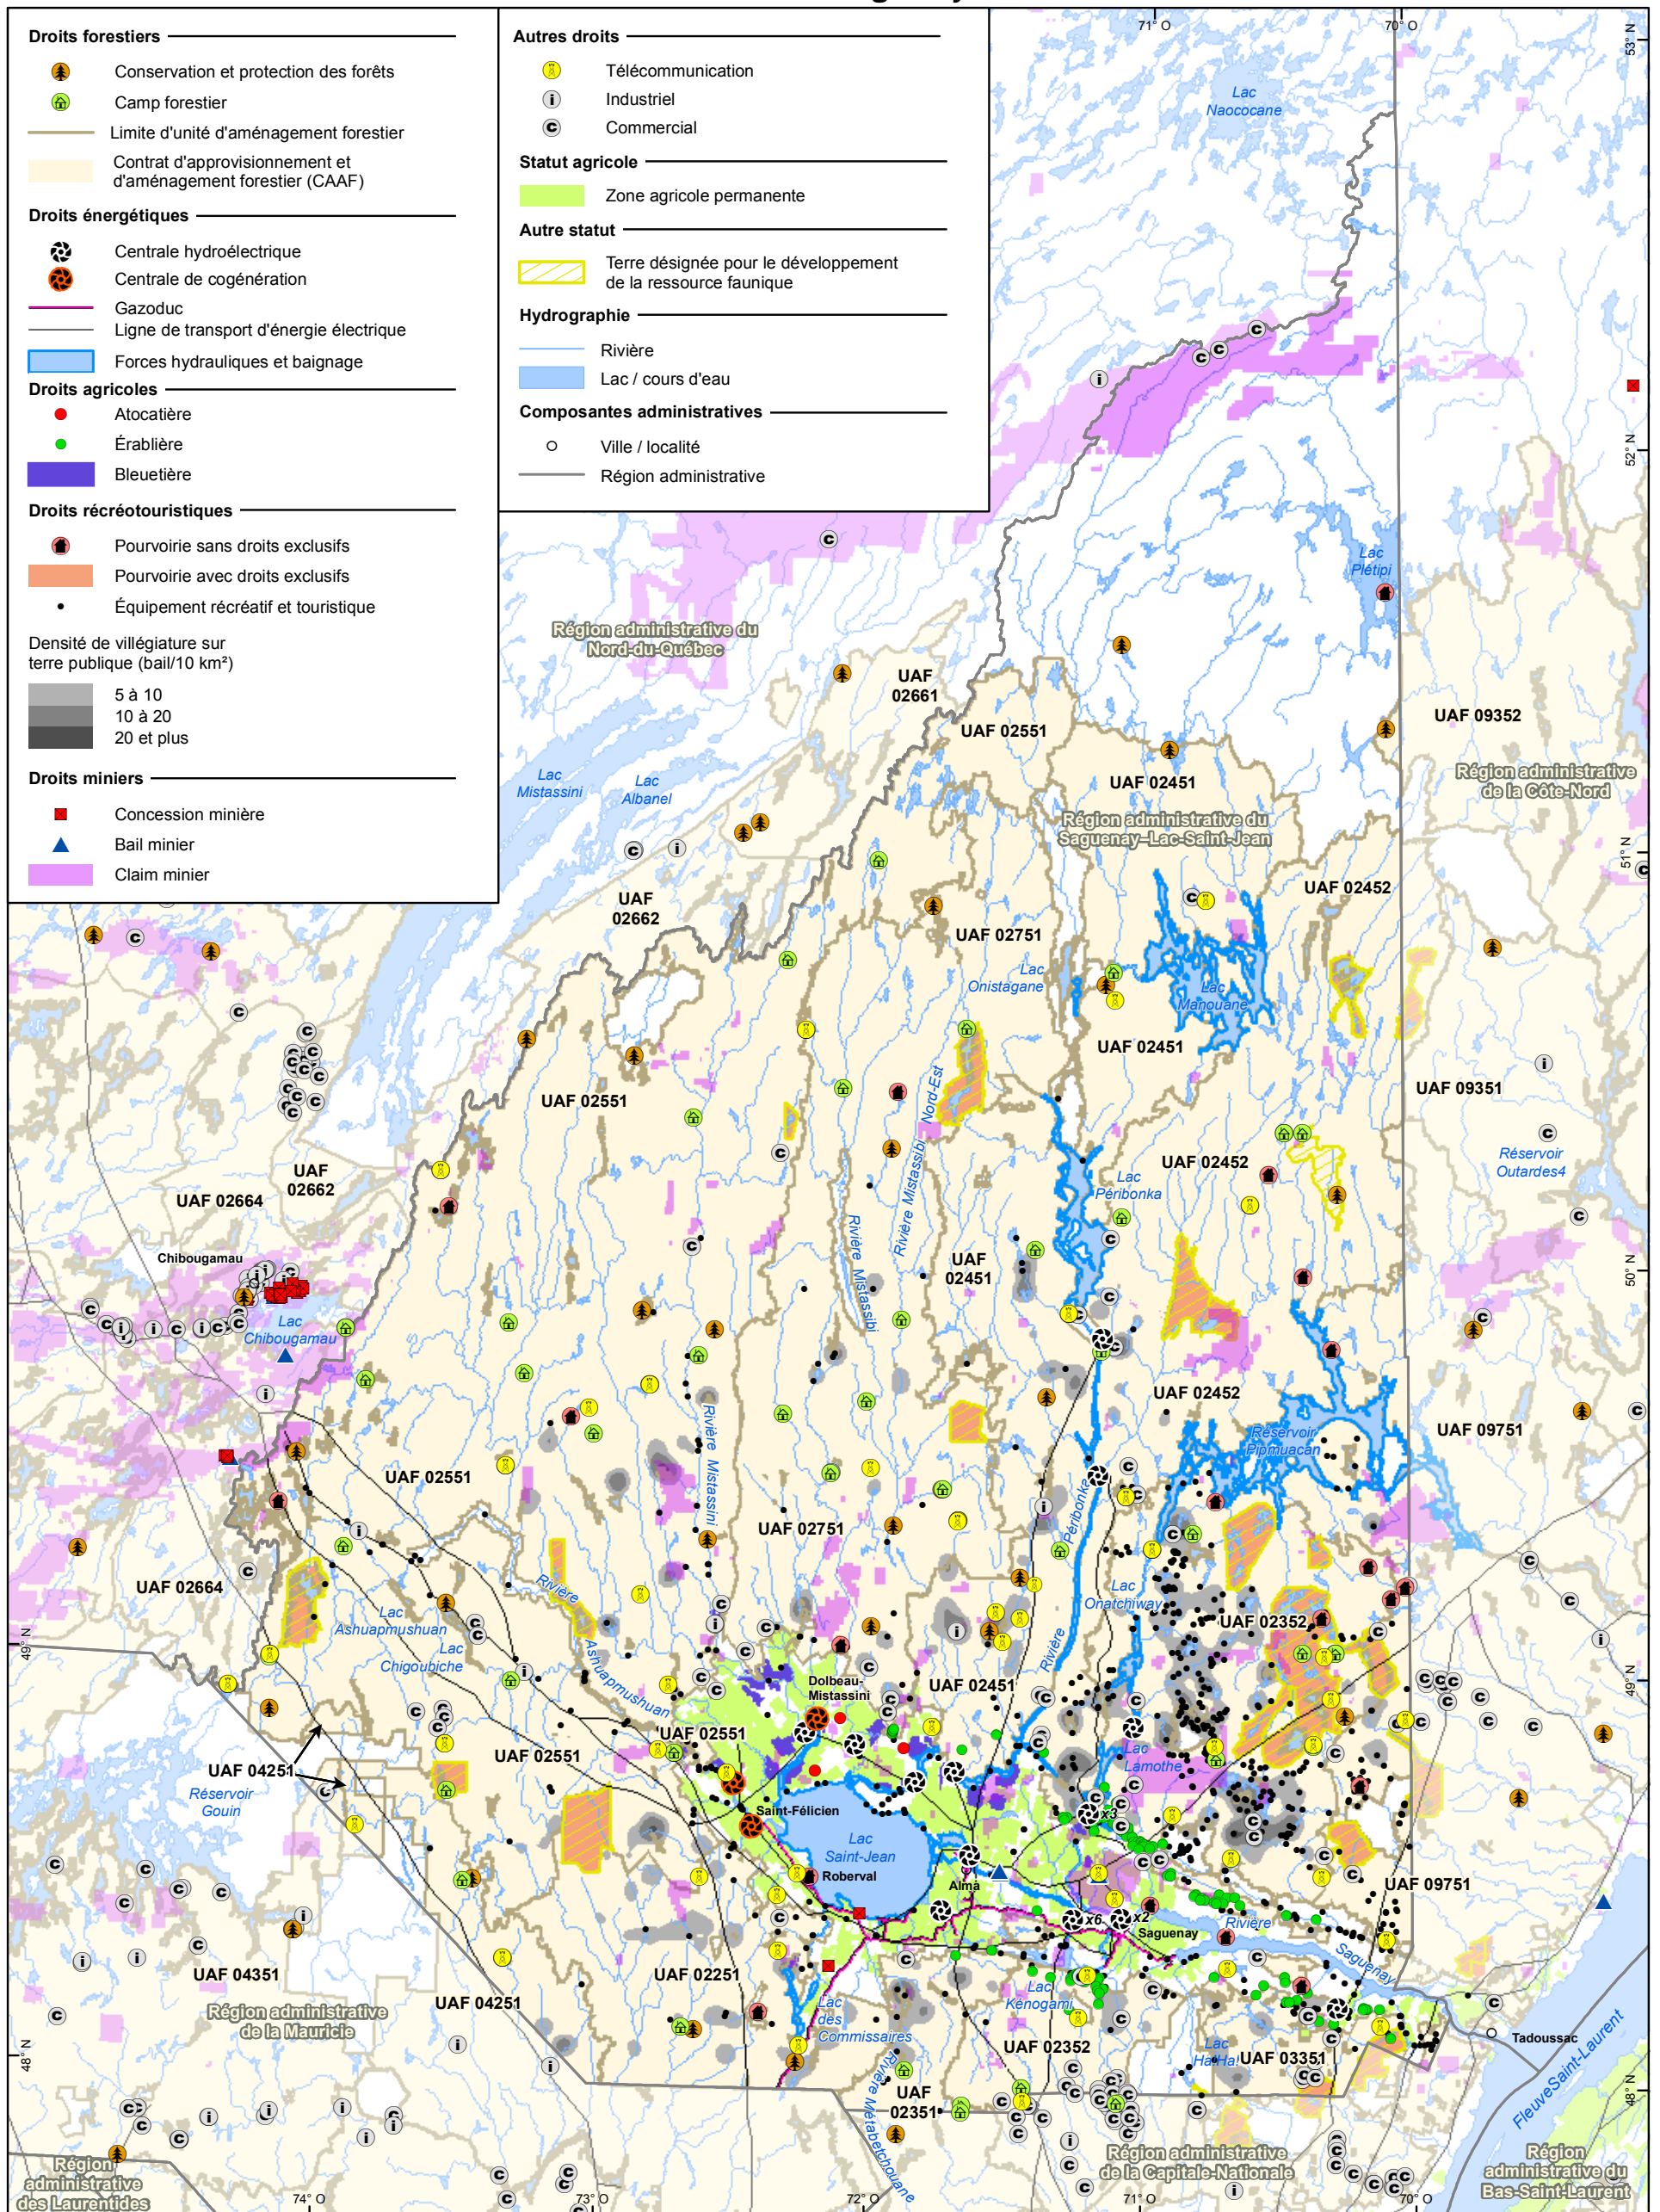 Droits forestiers
Conservation et protection des forêts
Camp forestier
Limite d'unité d'aménagement forestier
Contrat d'approvisionnement et
d'aménagement forestier (CAAF)
Droits énergétiques
Centrale hydroélectrique
Centrale de cogénération
Gazoduc
Ligne de transport d'énergie électrique
Forces hydrauliques et baignage
Droits agricoles
Atocatière
Érablière
Bleuetière
Droits récréotouristiques
Pourvoirie sans droits exclusifs
Pourvoirie avec droits exclusifs
Équipement récréatif et touristique
Densité de villégiature sur
terre publique (bail/10 km²)
5 à 10
10 à 20
20 et plus
Droits miniers
Concession minière
Bail minier
Claim minier
Autres droits
Télécommunication
Industriel
Commercial
Statut agricole
Zone agricole permanente
Autre statut
Terre désignée pour le développement
de la ressource faunique
Hydrographie
Rivière
Lac / cours d'eau
Composantes administratives
Ville / localité
Région administrative
71° O
70° O
53° N
Lac
Naococane
52° N
Lac
Plétipi
Région administrative du
Nord-du-Québec
UAF
02661
UAF 02551
UAF 09352
Lac
Mistassini
Lac
Albanel
UAF 02451
Région administrative
de la Côte-Nord
Région administrative du
Saguenay–Lac-Saint-Jean
51° N
UAF
02662
UAF 02452
UAF 02751
Lac
Onistagane
Lac
Manouane
UAF 02451
UAF 02551
Rivière Mistassibi Nord-Est
UAF 09351
UAF
02662
UAF 02664
Lac
Péribonka
UAF 02452
Réservoir
Outardes4
Chibougamau
Rivière Mistassibi
UAF
02451
50° N
Lac
Chibougamau
UAF 02452
Rivière Mistassini
Réservoir
Pipmuacan
UAF 09751
UAF 02551
UAF 02751
Rivière Péribonka
UAF 02664
Rivière
Ashuapmushuan
Lac
Ashuapmushuan
Lac
Chigoubiche
Lac
Onatchiway
UAF 02352
49° N
49° N
Dolbeau-
Mistassini
UAF 02451
UAF 02551
UAF 02551
UAF 04251
Réservoir
Gouin
Lac
Lamothe
x3
Saint-Félicien
Lac
Saint-Jean
Roberval
Alma
UAF 09751
x6
x2
Saguenay
Rivière
Saguenay
UAF 04351
UAF 02251
UAF 04251
Région administrative
de la Mauricie
Lac
des
Commissaires
Lac
Kénogami
UAF 02352
Lac
Ha!Ha!
UAF 03351
Tadoussac
48° N
48° N
Rivière Métabetchouane
UAF
02351
Fleuve Saint-Laurent
Région
administrative
des Laurentides
Région administrative
de la Capitale-Nationale
Région
administrative du
Bas-Saint-Laurent
74° O
73° O
72° O
71° O
70° O